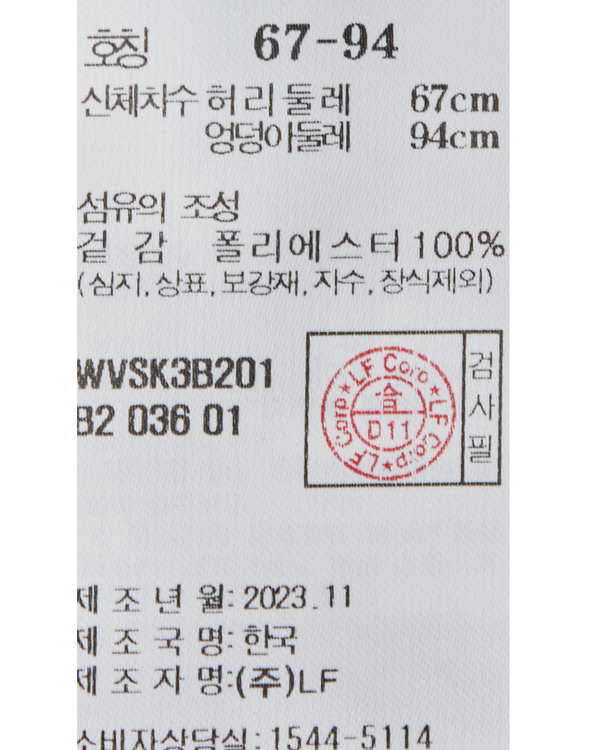 호칭 67-94
신체치수 허리둘레 67cm
엉덩이둘레 94cm
섬유의 조성
겉감 폴리에스터 100%
(심지, 상표, 보강재, 자수, 장식제외)
WVSK3B201
B2 036 01
LF Corp ★ LF Corp ★ LF Corp ★
合
D11
검사필
제조년월: 2023.11
제조국명: 한국
제조자명: (주)LF
소비자상담실: 1544-5114